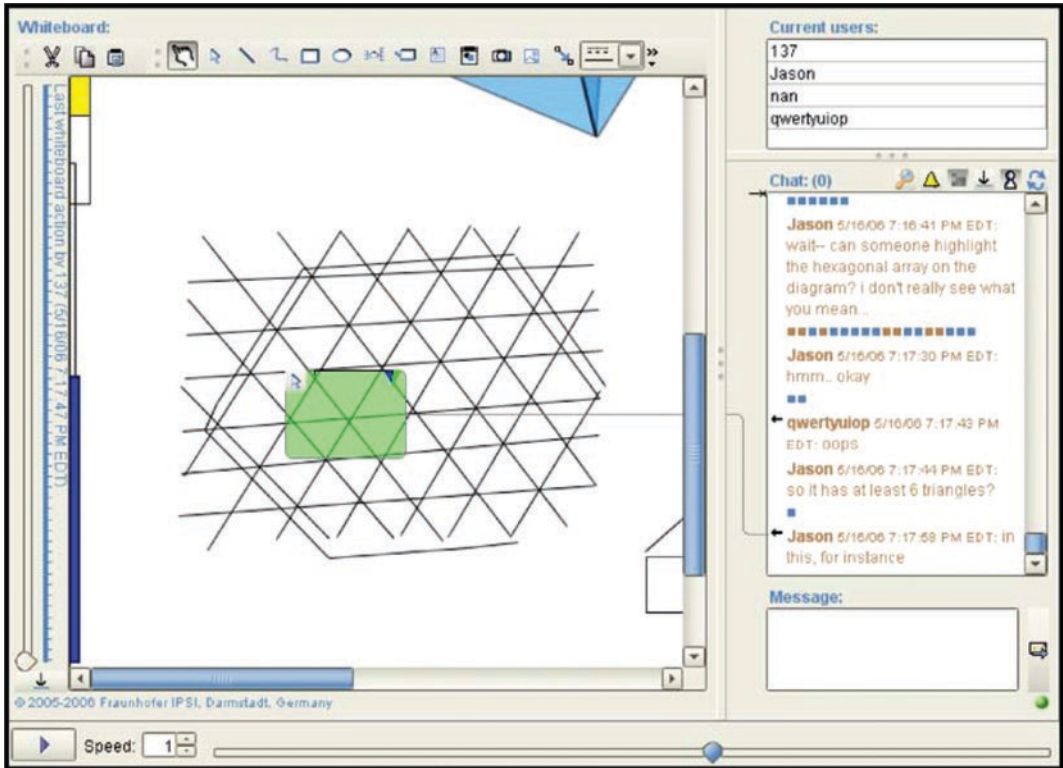 Whiteboard:
Last whiteboard action by 137 (5/16/06 7:17:47 PM EDT)
© 2005-2006 Fraunhofer IPSI, Darmstadt, Germany
Current users:
137
Jason
nan
qwertyuiop
Chat: (0)
Jason 5/16/06 7:16:41 PM EDT:
wait-- can someone highlight
the hexagonal array on the
diagram? i don't really see what
you mean...
Jason 5/16/06 7:17:30 PM EDT:
hmm.. okay
qwertyuiop 5/16/06 7:17:43 PM
EDT: oops
Jason 5/16/06 7:17:44 PM EDT:
so it has at least 6 triangles?
Jason 5/16/06 7:17:58 PM EDT: in
this, for instance
Message:
Speed: 1